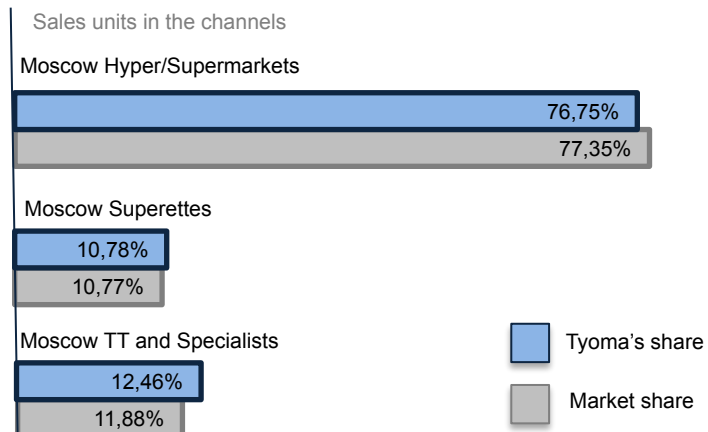 Sales units in the channels
Moscow Hyper/Supermarkets
76,75%
77,35%
Moscow Superettes
10,78%
10,77%
Moscow TT and Specialists
12,46%
11,88%
Tyoma’s share
Market share